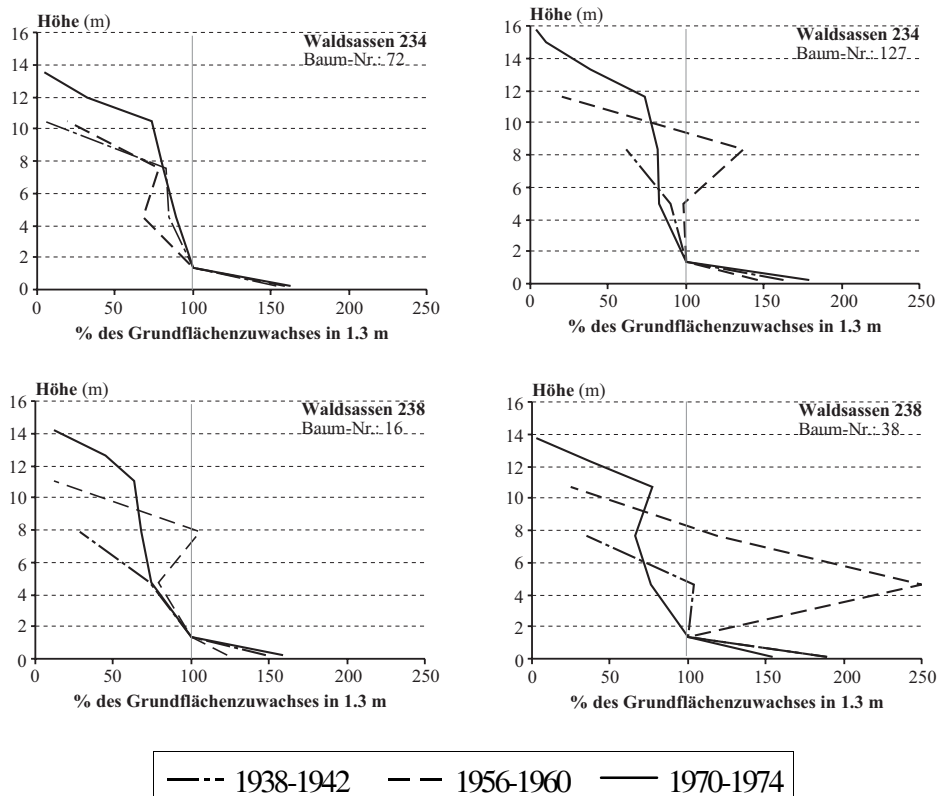 Höhe (m)
Waldsassen 234
Baum-Nr.: 72
16
14
12
10
8
6
4
2
0
0 50 100 150 200 250
% des Grundflächenzuwachses in 1.3 m
Höhe (m)
Waldsassen 234
Baum-Nr.: 127
16
14
12
10
8
6
4
2
0
0 50 100 150 200 250
% des Grundflächenzuwachses in 1.3 m
Höhe (m)
Waldsassen 238
Baum-Nr.: 16
16
14
12
10
8
6
4
2
0
0 50 100 150 200 250
% des Grundflächenzuwachses in 1.3 m
Höhe (m)
Waldsassen 238
Baum-Nr.: 38
16
14
12
10
8
6
4
2
0
0 50 100 150 200 250
% des Grundflächenzuwachses in 1.3 m
1938-1942 1956-1960 1970-1974